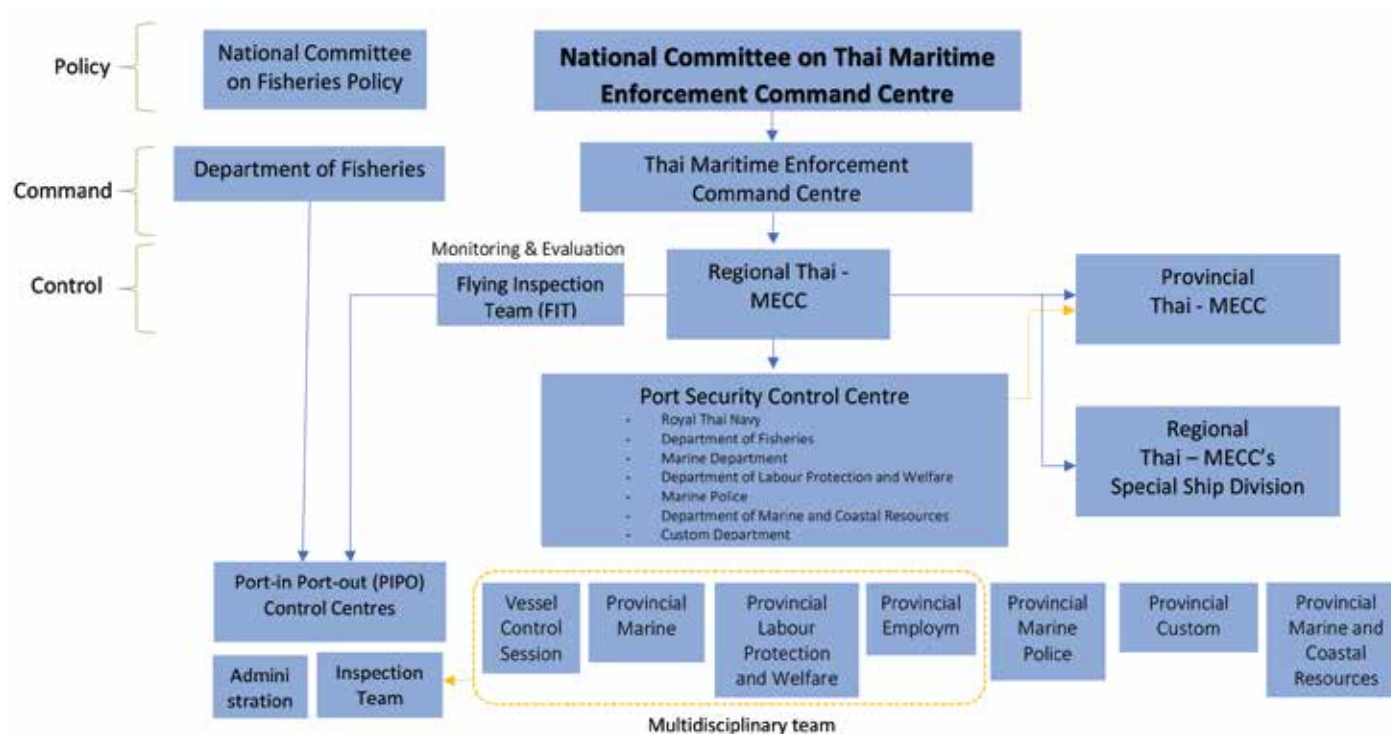 Policy
National Committee
on Fisheries Policy
National Committee on Thai Maritime
Enforcement Command Centre
Command
Department of Fisheries
Thai Maritime Enforcement
Command Centre
Control
Monitoring & Evaluation
Flying Inspection
Team (FIT)
Regional Thai -
MECC
Provincial
Thai - MECC
Port Security Control Centre
- Royal Thai Navy
- Department of Fisheries
- Marine Department
- Department of Labour Protection and Welfare
- Marine Police
- Department of Marine and Coastal Resources
- Custom Department
Regional
Thai – MECC's
Special Ship Division
Port-in Port-out (PIPO)
Control Centres
Admini
stration
Inspection
Team
Vessel
Control
Session
Provincial
Marine
Provincial
Labour
Protection
and Welfare
Provincial
Employm
Provincial
Marine
Police
Provincial
Custom
Provincial
Marine and
Coastal
Resources
Multidisciplinary team